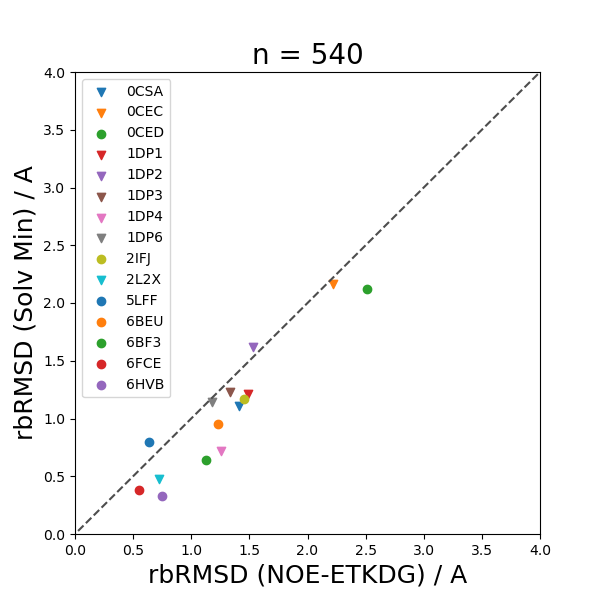 n = 540
rbRMSD (Solv Min) / A
4.0
3.5
3.0
2.5
2.0
1.5
1.0
0.5
0.0
0CSA
0CEC
0CED
1DP1
1DP2
1DP3
1DP4
1DP6
2IFJ
2L2X
5LFF
6BEU
6BF3
6FCE
6HVB
0.0 0.5 1.0 1.5 2.0 2.5 3.0 3.5 4.0
rbRMSD (NOE-ETKDG) / A